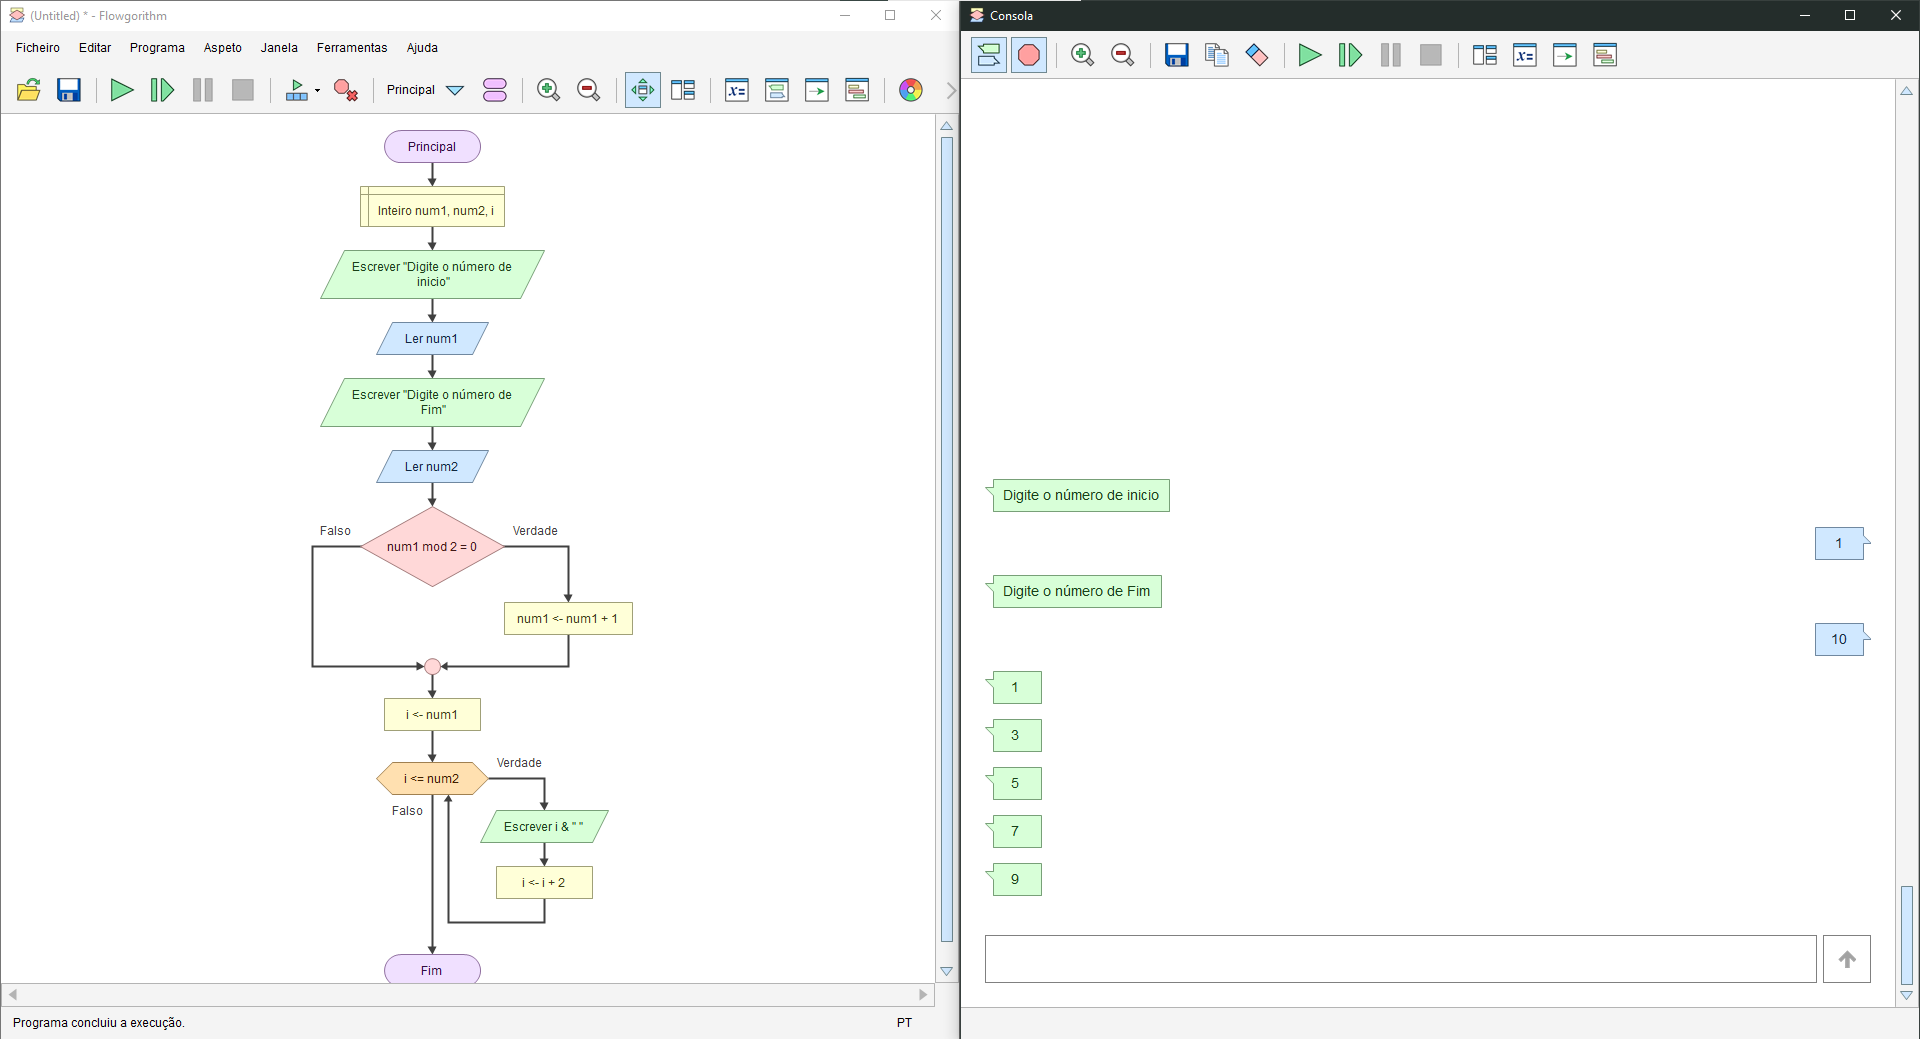 (Untitled) * - Flowgorithm
Ficheiro Editar Programa Aspeto Janela Ferramentas Ajuda
Principal
x=
Principal
Inteiro num1, num2, i
Escrever "Digite o número de
inicio"
Ler num1
Escrever "Digite o número de
Fim"
Ler num2
Falso
Verdade
num1 mod 2 = 0
num1 <- num1 + 1
i <- num1
i <= num2
Verdade
Falso
Escrever i & " "
i <- i + 2
Fim
Programa concluiu a execução.
PT
Consola
x=
Digite o número de inicio
1
Digite o número de Fim
10
1
3
5
7
9